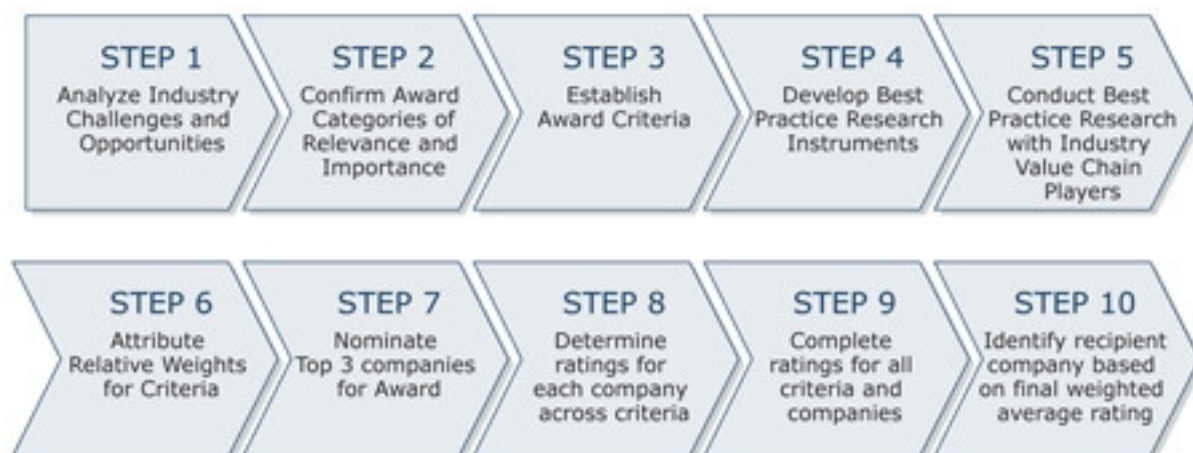 STEP 1
Analyze Industry
Challenges and
Opportunities
STEP 2
Confirm Award
Categories of
Relevance and
Importance
STEP 3
Establish
Award Criteria
STEP 4
Develop Best
Practice Research
Instruments
STEP 5
Conduct Best
Practice Research
with Industry
Value Chain
Players
STEP 6
Attribute
Relative Weights
for Criteria
STEP 7
Nominate
Top 3 companies
for Award
STEP 8
Determine
ratings for
each company
across criteria
STEP 9
Complete
ratings for all
criteria and
companies
STEP 10
Identify recipient
company based
on final weighted
average rating